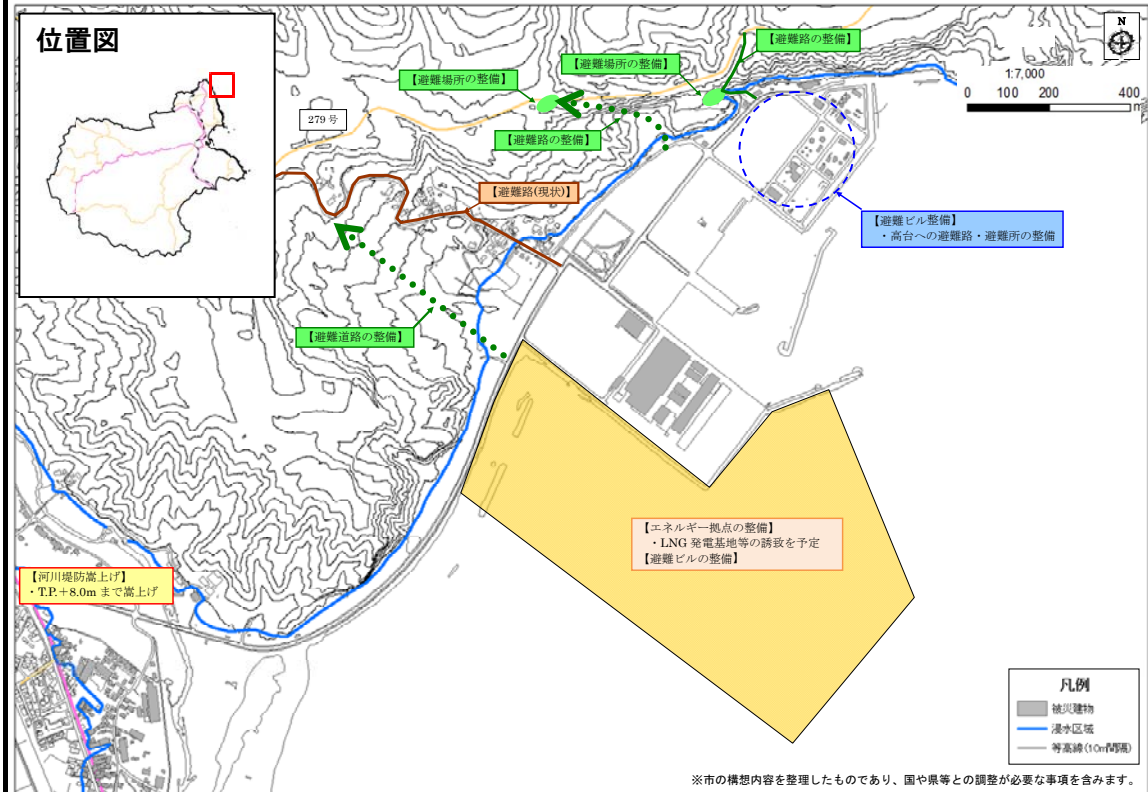 位置図
N
1:7,000
0 100 200 400
m
【避難路の整備】
【避難場所の整備】
【避難場所の整備】
279 号
【避難路の整備】
【避難路(現状)】
【避難ビル整備】
・高台への避難路・避難所の整備
【避難道路の整備】
【エネルギー拠点の整備】
・LNG 発電基地等の誘致を予定
【避難ビルの整備】
【河川堤防嵩上げ】
・T.P.+8.0m まで嵩上げ
凡例
被災建物
浸水区域
等高線(10m間隔)
※市の構想内容を整理したものであり、国や県等との調整が必要な事項を含みます。